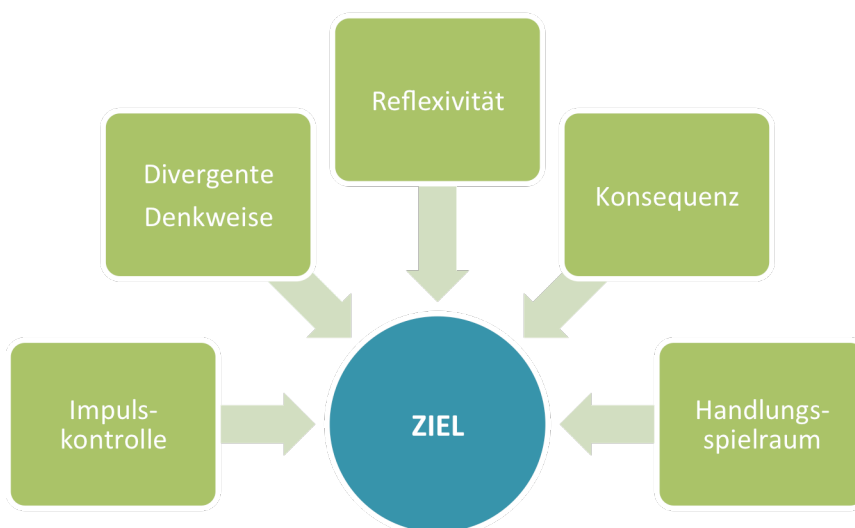 Reflexivität
Divergente
Denkweise
Konsequenz
Impuls-
kontrolle
ZIEL
Handlungs-
spielraum